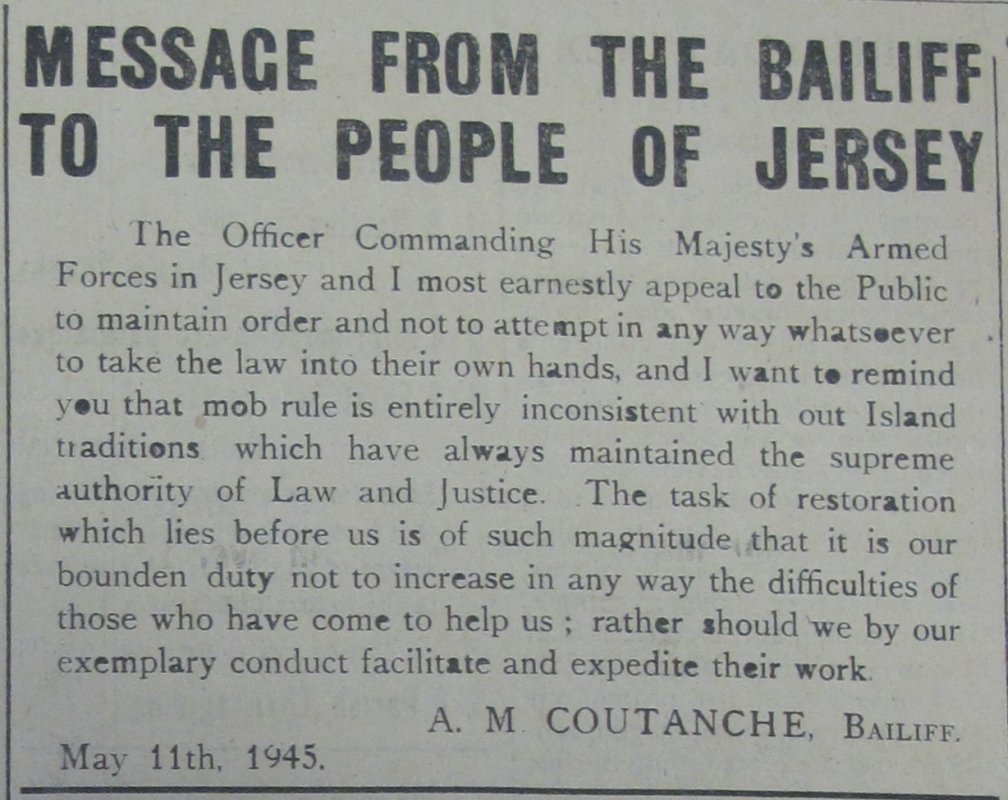 MESSAGE FROM THE BAILIFF
TO THE PEOPLE OF JERSEY
The Officer Commanding His Majesty's Armed
Forces in Jersey and I most earnestly appeal to the Public
to maintain order and not to attempt in any way whatsoever
to take the law into their own hands, and I want to remind
you that mob rule is entirely inconsistent with out Island
traditions which have always maintained the supreme
authority of Law and Justice. The task of restoration
which lies before us is of such magnitude that it is our
bounden duty not to increase in any way the difficulties of
those who have come to help us ; rather should we by our
exemplary conduct facilitate and expedite their work.
A. M COUTANCHE, BAILIFF.
May 11th, 1945.